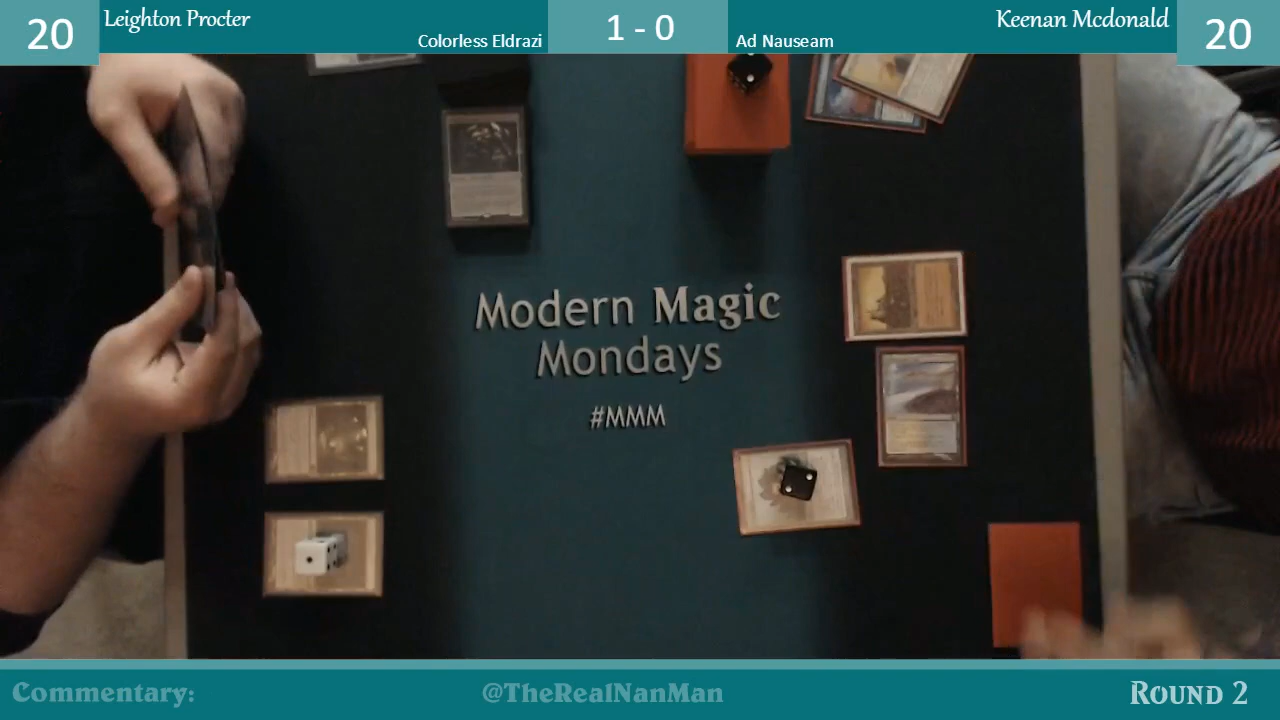 20
Leighton Procter
Colorless Eldrazi
1 - 0
Keenan Mcdonald
Ad Nauseam
20
Modern Magic
Mondays
#MMM
Commentary:
@TheRealNanMan
Round 2